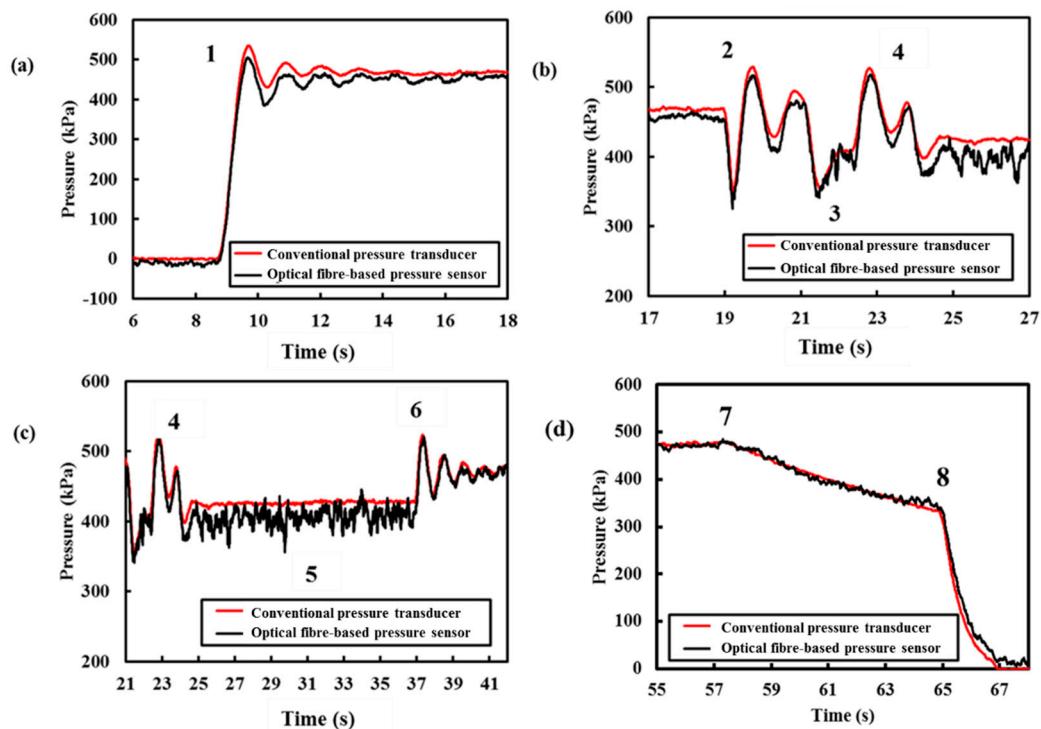 (a)
600
500
400
300
200
100
0
-100
Pressure (kPa)
1
Conventional pressure transducer
Optical fibre-based pressure sensor
6 8 10 12 14 16 18
Time (s)
(b)
600
500
400
300
200
Pressure (kPa)
2
4
3
Conventional pressure transducer
Optical fibre-based pressure sensor
17 19 21 23 25 27
Time (s)
(c)
600
500
400
300
200
Pressure (kPa)
4
6
5
Conventional pressure transducer
Optical fibre-based pressure sensor
21 23 25 27 29 31 33 35 37 39 41
Time (s)
(d)
600
500
400
300
200
100
0
Pressure (kPa)
7
8
Conventional pressure transducer
Optical fibre-based pressure sensor
55 57 59 61 63 65 67
Time (s)